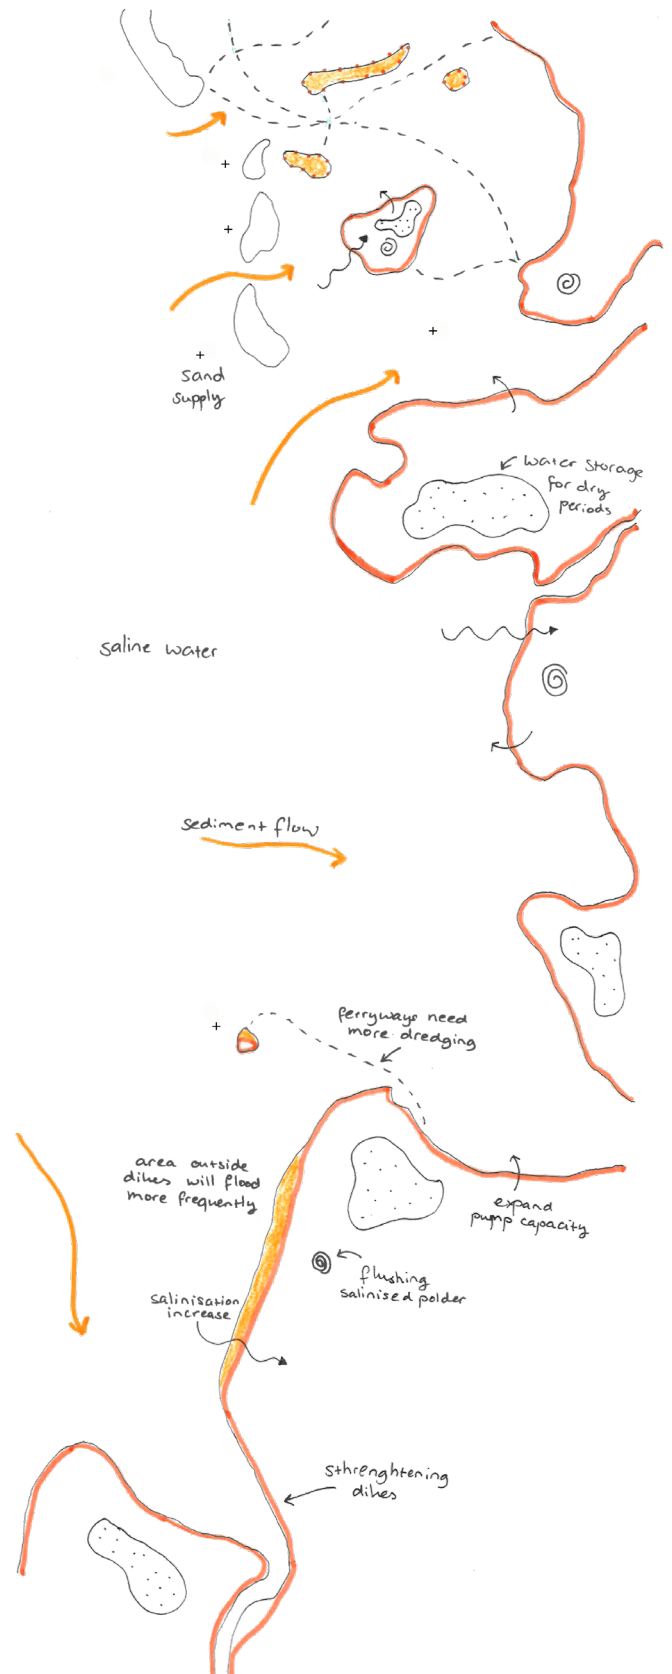 sand
supply
water storage
for dry
periods
saline water
sediment flow
ferryways need
more dredging
area outside
dikes will flood
more frequently
expand
pump capacity
flushing
salinised polder
salinisation
increase
sthrenghtening
dikes